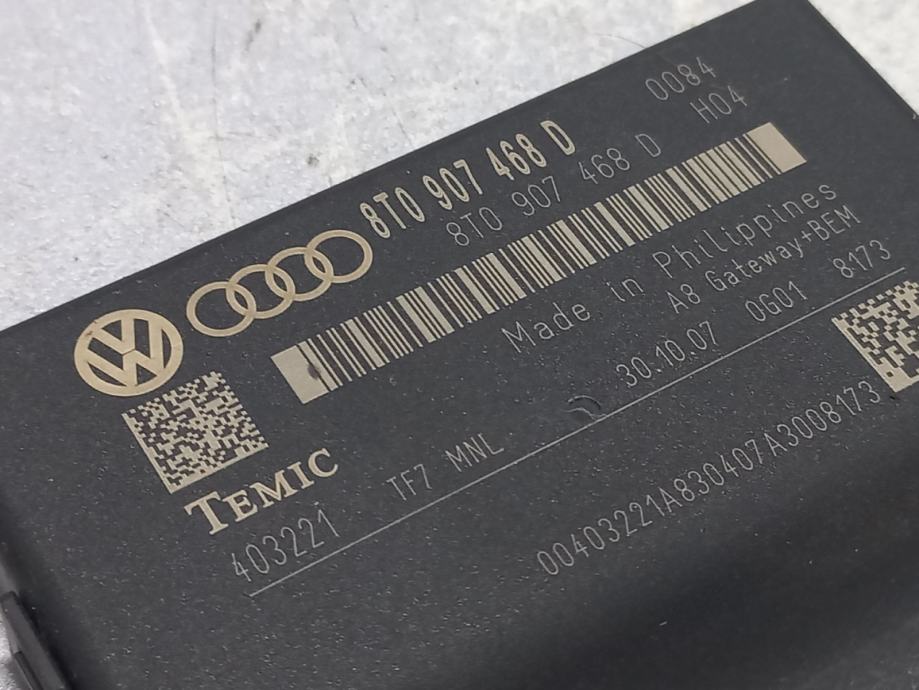 8T0 907 468 D 0084
8T0 907 468 D H04
Made in Philippines
A8 Gateway+BEM
30.10.07 0G01 8173
TEMIC
403221 TF7 MNL
00403221A830407A3008173